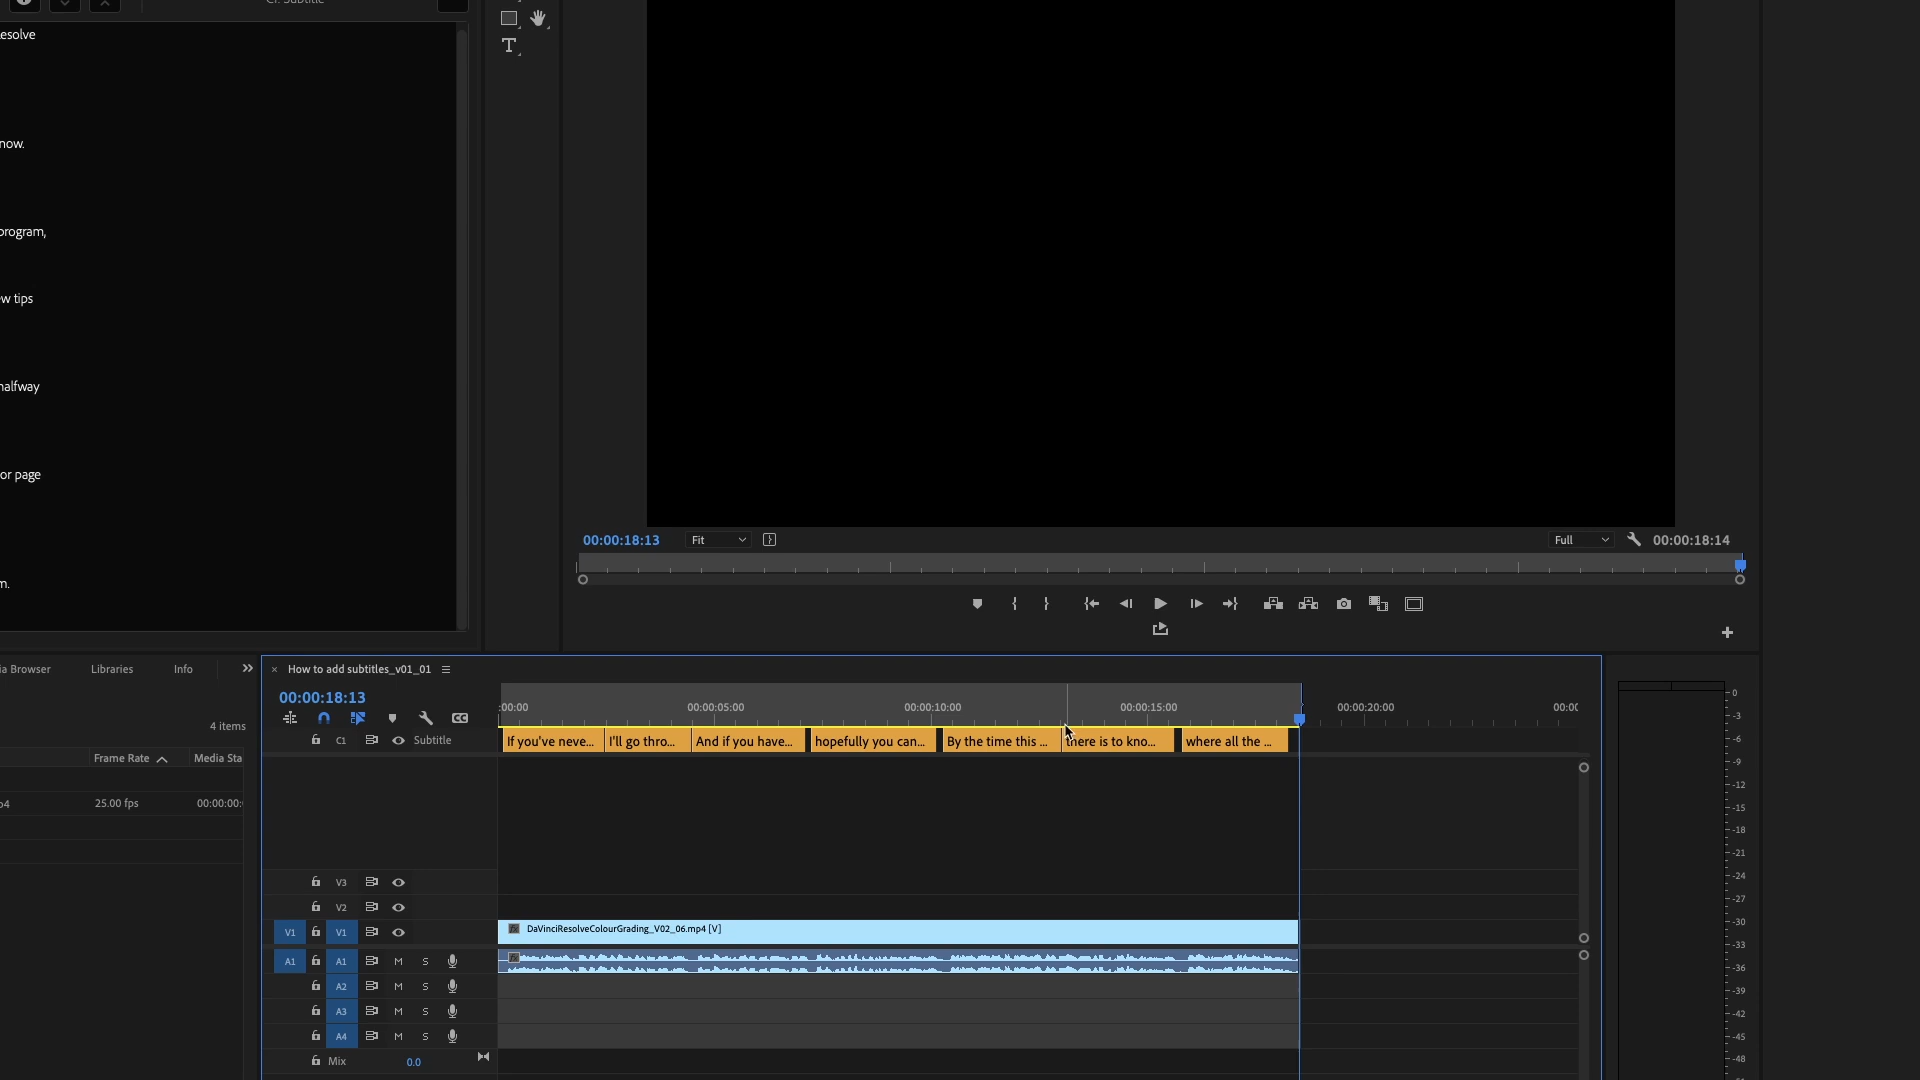 esolve
now.
program,
w tips
halfway
or page
m.
T
00:00:18:13
Fit
Full
00:00:18:14
Libraries
Info
4 items
Frame Rate
Media Sta
p4
25.00 fps
00:00:00:
× How to add subtitles_v01_01
00:00:18:13
:00:00
00:00:05:00
00:00:10:00
00:00:15:00
00:00:20:00
00:00
C1
Subtitle
If you've neve...
I'll go thro...
And if you have...
hopefully you can...
By the time this ...
there is to kno...
where all the ...
V3
V2
V1 V1
DaVinciResolveColourGrading_V02_06.mp4 [V]
A1 A1 M S
A2 M S
A3 M S
A4 M S
Mix 0.0
0
-3
-6
-9
-12
-15
-18
-21
-24
-27
-30
-33
-36
-39
-42
-45
-48